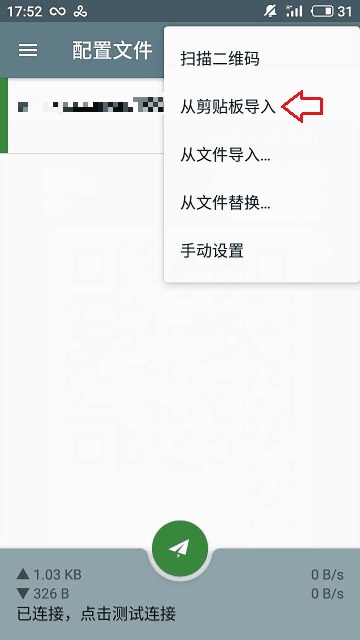 17:52 31
配置文件
扫描二维码
从剪贴板导入
从文件导入...
从文件替换...
手动设置
▲ 1.03 KB 0 B/s
▼ 326 B 0 B/s
已连接，点击测试连接